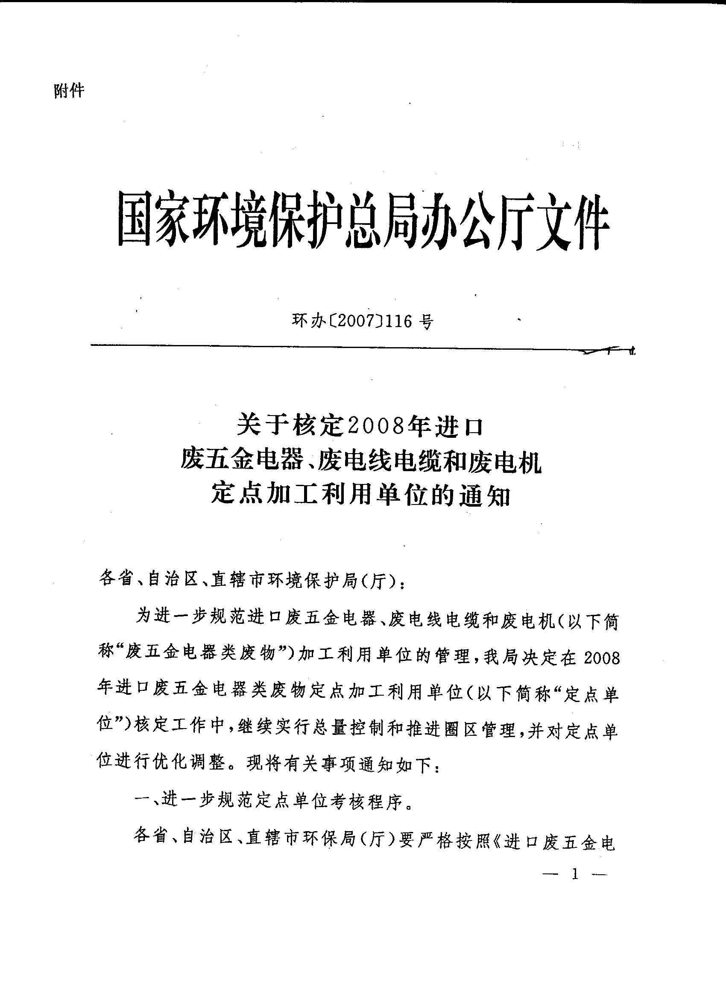 附件
国家环境保护总局办公厅文件
环办〔2007〕116 号
关于核定2008年进口
废五金电器、废电线电缆和废电机
定点加工利用单位的通知
各省、自治区、直辖市环境保护局(厅)：
为进一步规范进口废五金电器、废电线电缆和废电机(以下简
称“废五金电器类废物”)加工利用单位的管理,我局决定在 2008
年进口废五金电器类废物定点加工利用单位(以下简称“定点单
位”)核定工作中,继续实行总量控制和推进圈区管理,并对定点单
位进行优化调整。现将有关事项通知如下：
一、进一步规范定点单位考核程序。
各省、自治区、直辖市环保局(厅)要严格按照《进口废五金电
— 1 —